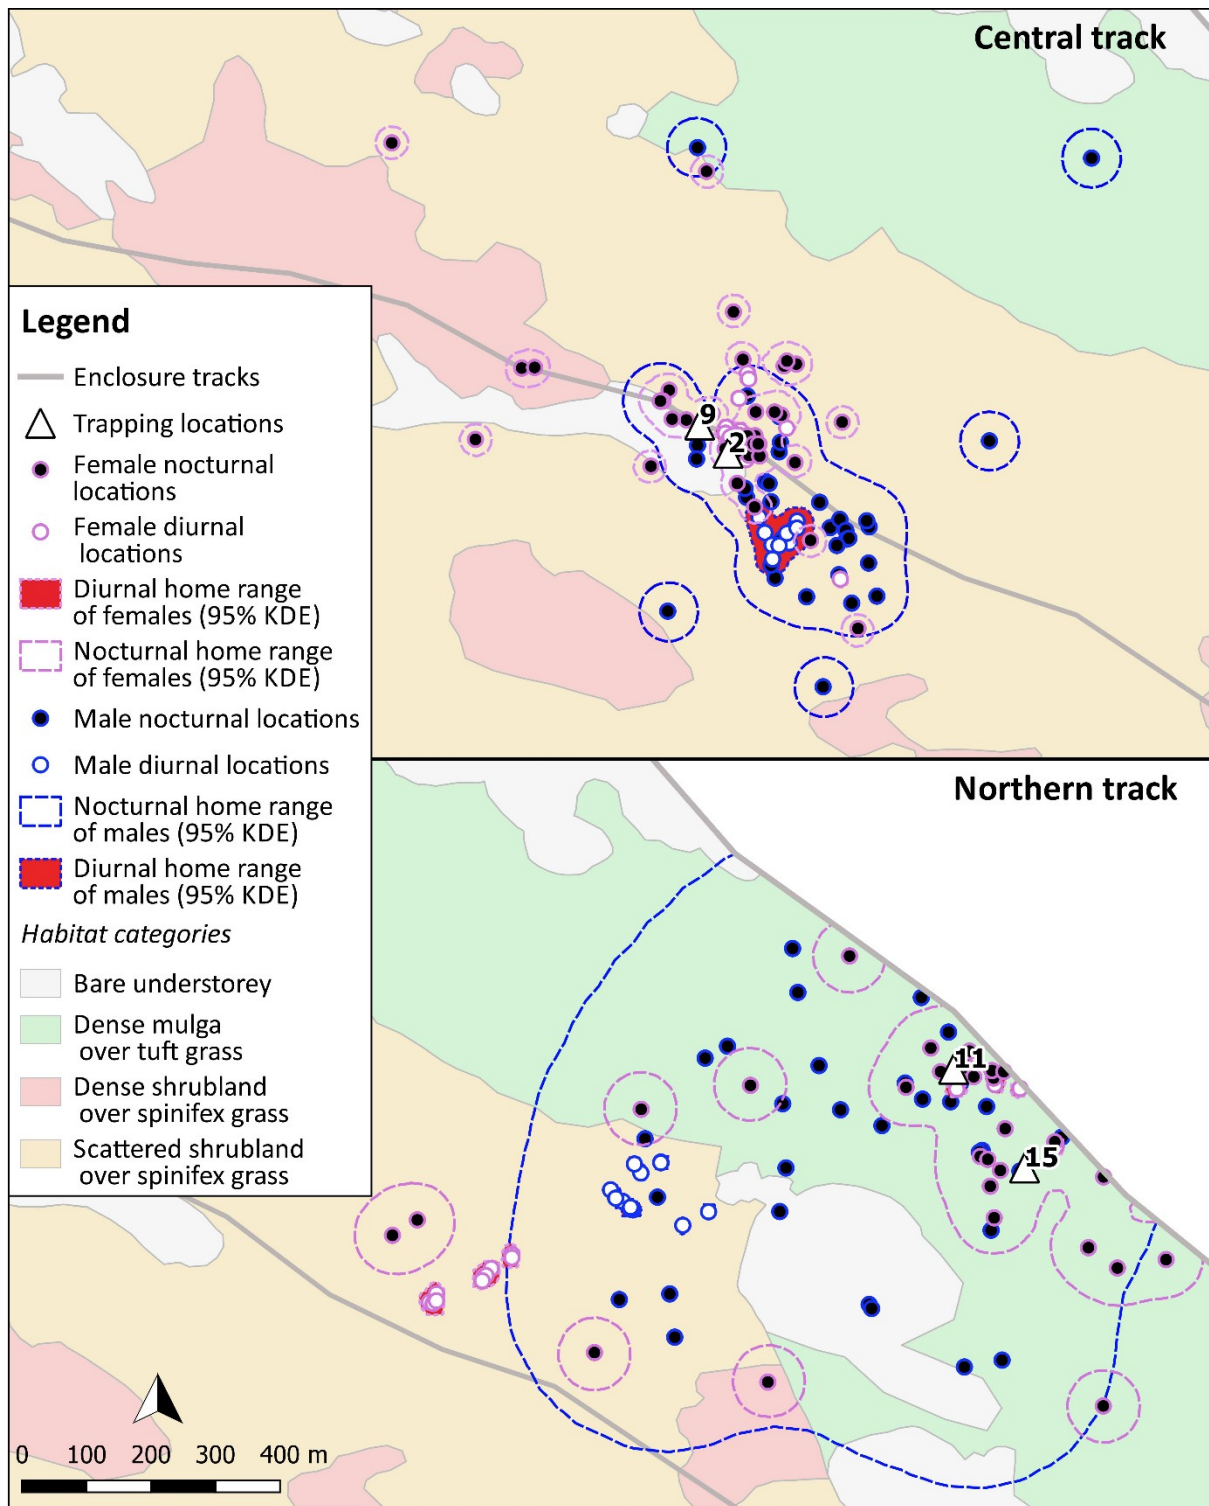 Central track
9
2
Legend
Enclosure tracks
Trapping locations
Female nocturnal
locations
Female diurnal
locations
Diurnal home range
of females (95% KDE)
Nocturnal home range
of females (95% KDE)
Male nocturnal locations
Male diurnal locations
Nocturnal home range
of males (95% KDE)
Diurnal home range
of males (95% KDE)
Habitat categories
Bare understorey
Dense mulga
over tuft grass
Dense shrubland
over spinifex grass
Scattered shrubland
over spinifex grass
Northern track
11
15
0 100 200 300 400 m